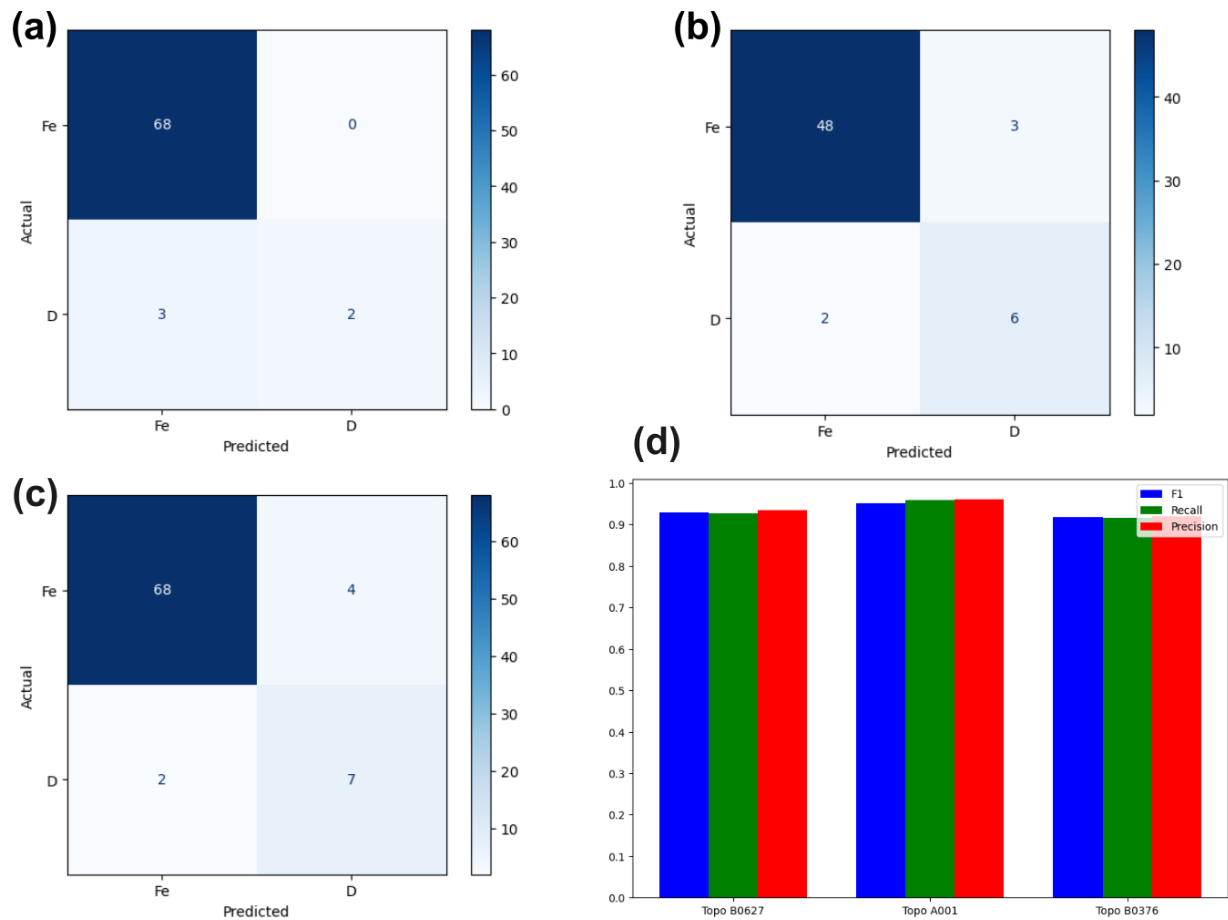 (a)
Fe
68
0
Actual
D
3
2
Fe
D
Predicted
60
50
40
30
20
10
0
(b)
Fe
48
3
Actual
D
2
6
Fe
D
Predicted
40
30
20
10
(c)
Fe
68
4
Actual
D
2
7
Fe
D
Predicted
60
50
40
30
20
10
(d)
1.0
0.9
0.8
0.7
0.6
0.5
0.4
0.3
0.2
0.1
0.0
F1
Recall
Precision
Topo B0627
Topo A001
Topo B0376